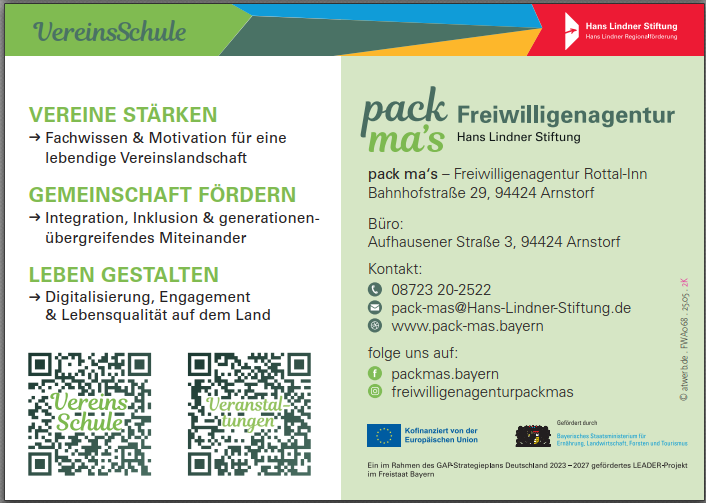 VereinsSchule
Hans Lindner Stiftung
Hans Lindner Regionalförderung
VEREINE STÄRKEN
→ Fachwissen & Motivation für eine
lebendige Vereinslandschaft
GEMEINSCHAFT FÖRDERN
→ Integration, Inklusion & generationen-
übergreifendes Miteinander
LEBEN GESTALTEN
→ Digitalisierung, Engagement
& Lebensqualität auf dem Land
Vereins
Schule
Veranstal-
tungen
pack
ma's
Freiwilligenagentur
Hans Lindner Stiftung
pack ma's – Freiwilligenagentur Rottal-Inn
Bahnhofstraße 29, 94424 Arnstorf
Büro:
Aufhausener Straße 3, 94424 Arnstorf
Kontakt:
08723 20-2522
pack-mas@Hans-Lindner-Stiftung.de
www.pack-mas.bayern
folge uns auf:
packmas.bayern
freiwilligenagenturpackmas
Kofinanziert von der
Europäischen Union
Gefördert durch
Bayerisches Staatsministerium für
Ernährung, Landwirtschaft, Forsten und Tourismus
Ein im Rahmen des GAP-Strategieplans Deutschland 2023 – 2027 gefördertes LEADER-Projekt
im Freistaat Bayern
© atwerb.de . FWA068 . 2505 . 2K